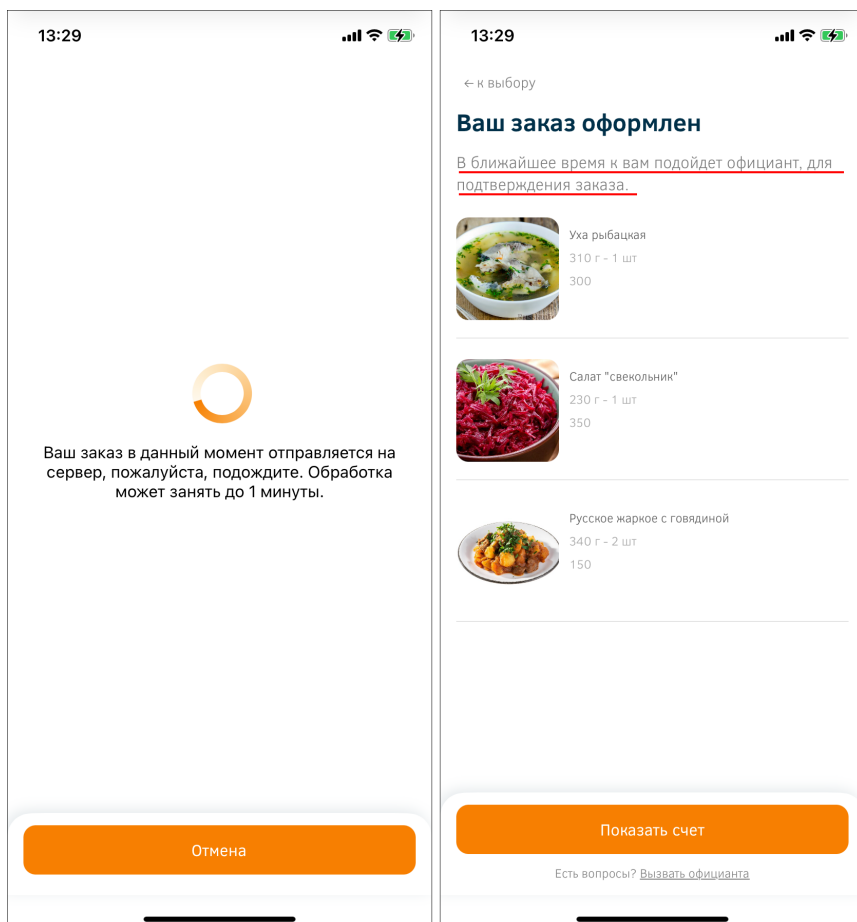 13:29
Ваш заказ в данный момент отправляется на
сервер, пожалуйста, подождите. Обработка
может занять до 1 минуты.
Отмена
13:29
← к выбору
Ваш заказ оформлен
В ближайшее время к вам подойдет официант, для
подтверждения заказа.
Уха рыбацкая
310 г - 1 шт
300
Салат "свекольник"
230 г - 1 шт
350
Русское жаркое с говядиной
340 г - 2 шт
150
Показать счет
Есть вопросы? Вызвать официанта